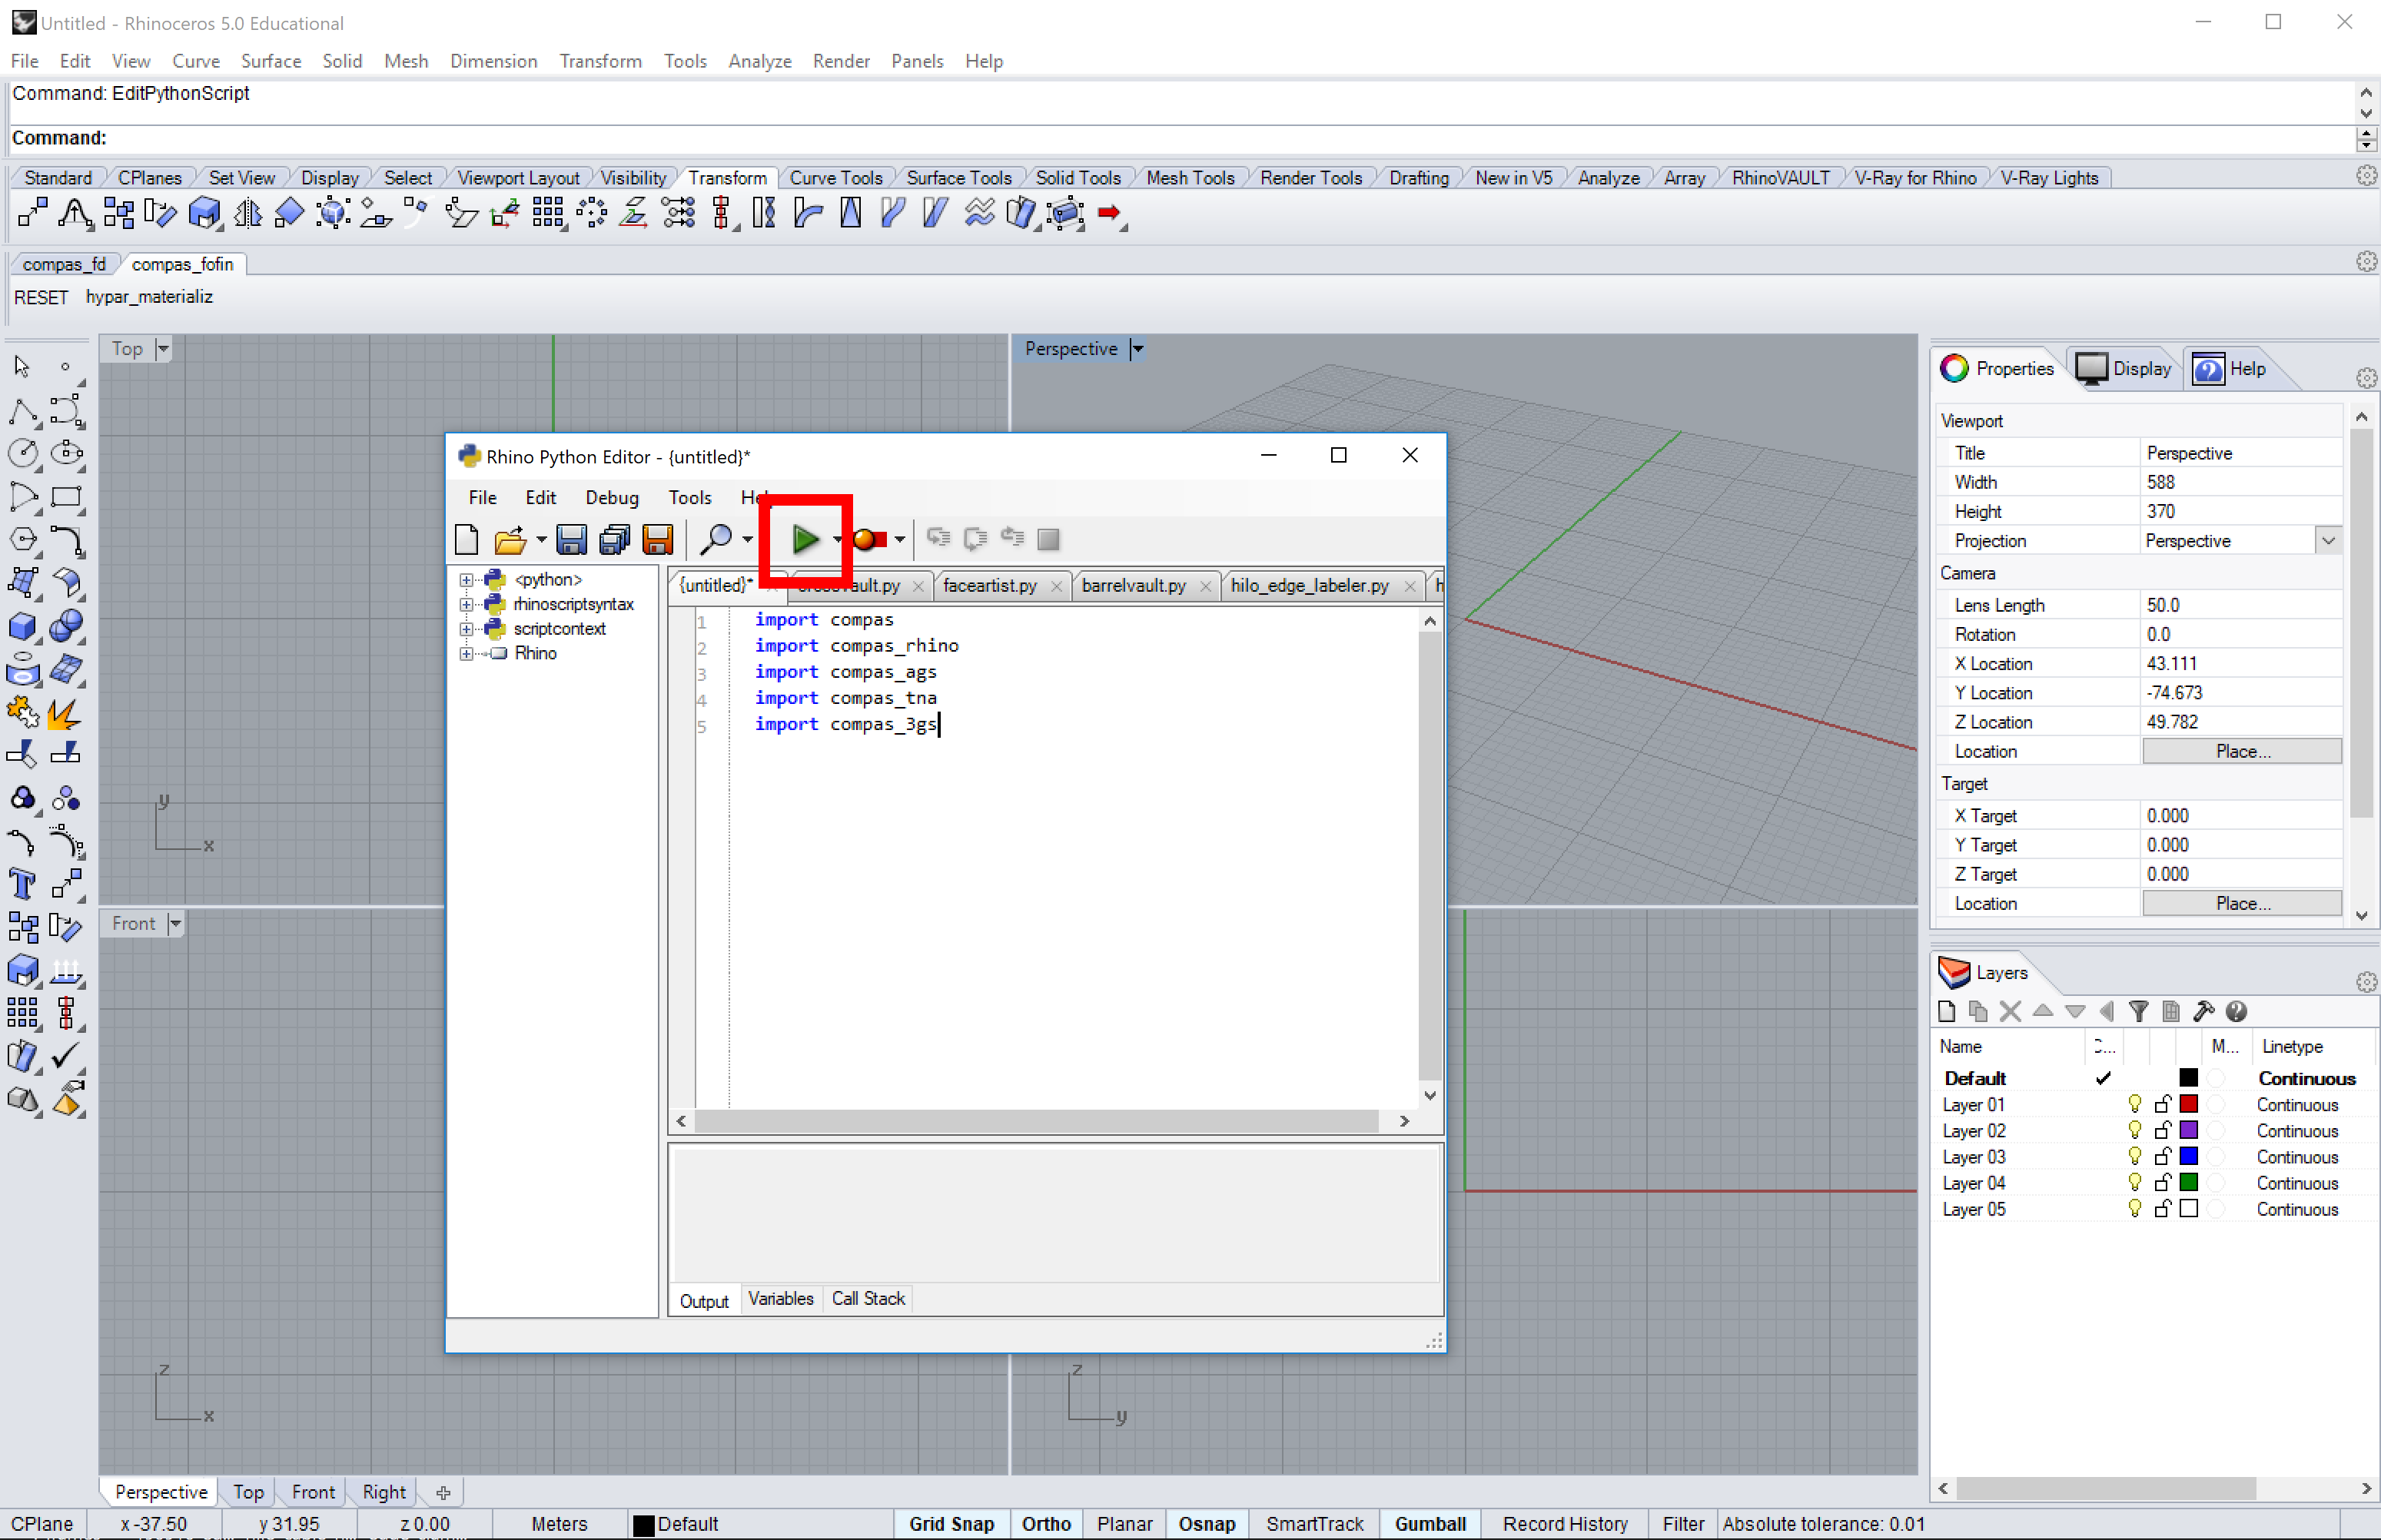 Untitled - Rhinoceros 5.0 Educational
File Edit View Curve Surface Solid Mesh Dimension Transform Tools Analyze Render Panels Help
Command: EditPythonScript
Command:
Standard CPlanes Set View Display Select Viewport Layout Visibility Transform Curve Tools Surface Tools Solid Tools Mesh Tools Render Tools Drafting New in V5 Analyze Array RhinoVAULT V-Ray for Rhino V-Ray Lights
compas_fd compas_fofin
RESET hypar_materializ
Top
Perspective
Properties Display Help
Viewport
Title Perspective
Width 588
Height 370
Projection Perspective
Camera
Lens Length 50.0
Rotation 0.0
X Location 43.111
Y Location -74.673
Z Location 49.782
Location Place...
Target
X Target 0.000
Y Target 0.000
Z Target 0.000
Location Place...
Rhino Python Editor - {untitled}*
File Edit Debug Tools
<python>
rhinoscriptsyntax
scriptcontext
Rhino
{untitled}* faceartist.py barrelvault.py hilo_edge_labeler.py
1 import compas
2 import compas_rhino
3 import compas_ags
4 import compas_tna
5 import compas_3gs
Output Variables Call Stack
y
x
Front
z
x
z
y
Layers
Name C... M... Linetype
Default Continuous
Layer 01 Continuous
Layer 02 Continuous
Layer 03 Continuous
Layer 04 Continuous
Layer 05 Continuous
Perspective Top Front Right
CPlane x -37.50 y 31.95 z 0.00 Meters Default Grid Snap Ortho Planar Osnap SmartTrack Gumball Record History Filter Absolute tolerance: 0.01